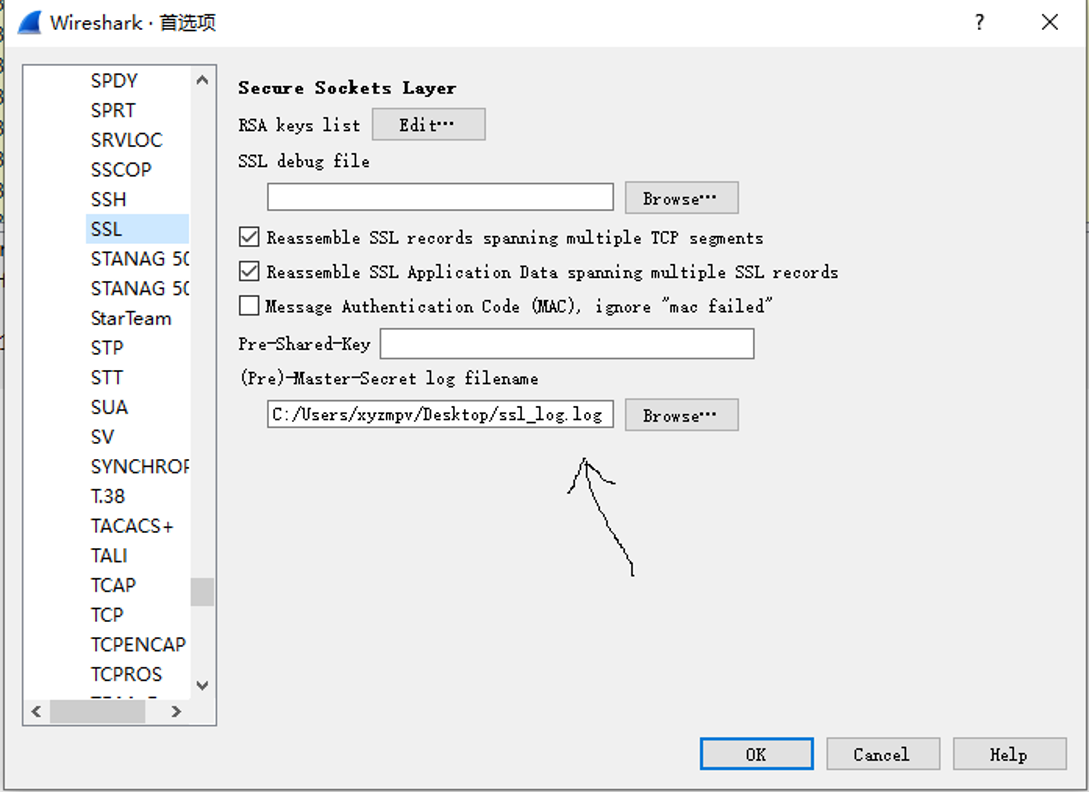 Wireshark · 首选项
?
SPDY
SPRT
SRVLOC
SSCOP
SSH
SSL
STANAG 50
STANAG 50
StarTeam
STP
STT
SUA
SV
SYNCHROP
T.38
TACACS+
TALI
TCAP
TCP
TCPENCAP
TCPROS
Secure Sockets Layer
RSA keys list Edit…
SSL debug file
Browse…
Reassemble SSL records spanning multiple TCP segments
Reassemble SSL Application Data spanning multiple SSL records
Message Authentication Code (MAC), ignore "mac failed"
Pre-Shared-Key
(Pre)-Master-Secret log filename
C:/Users/xyzmpv/Desktop/ssl_log.log Browse…
OK Cancel Help